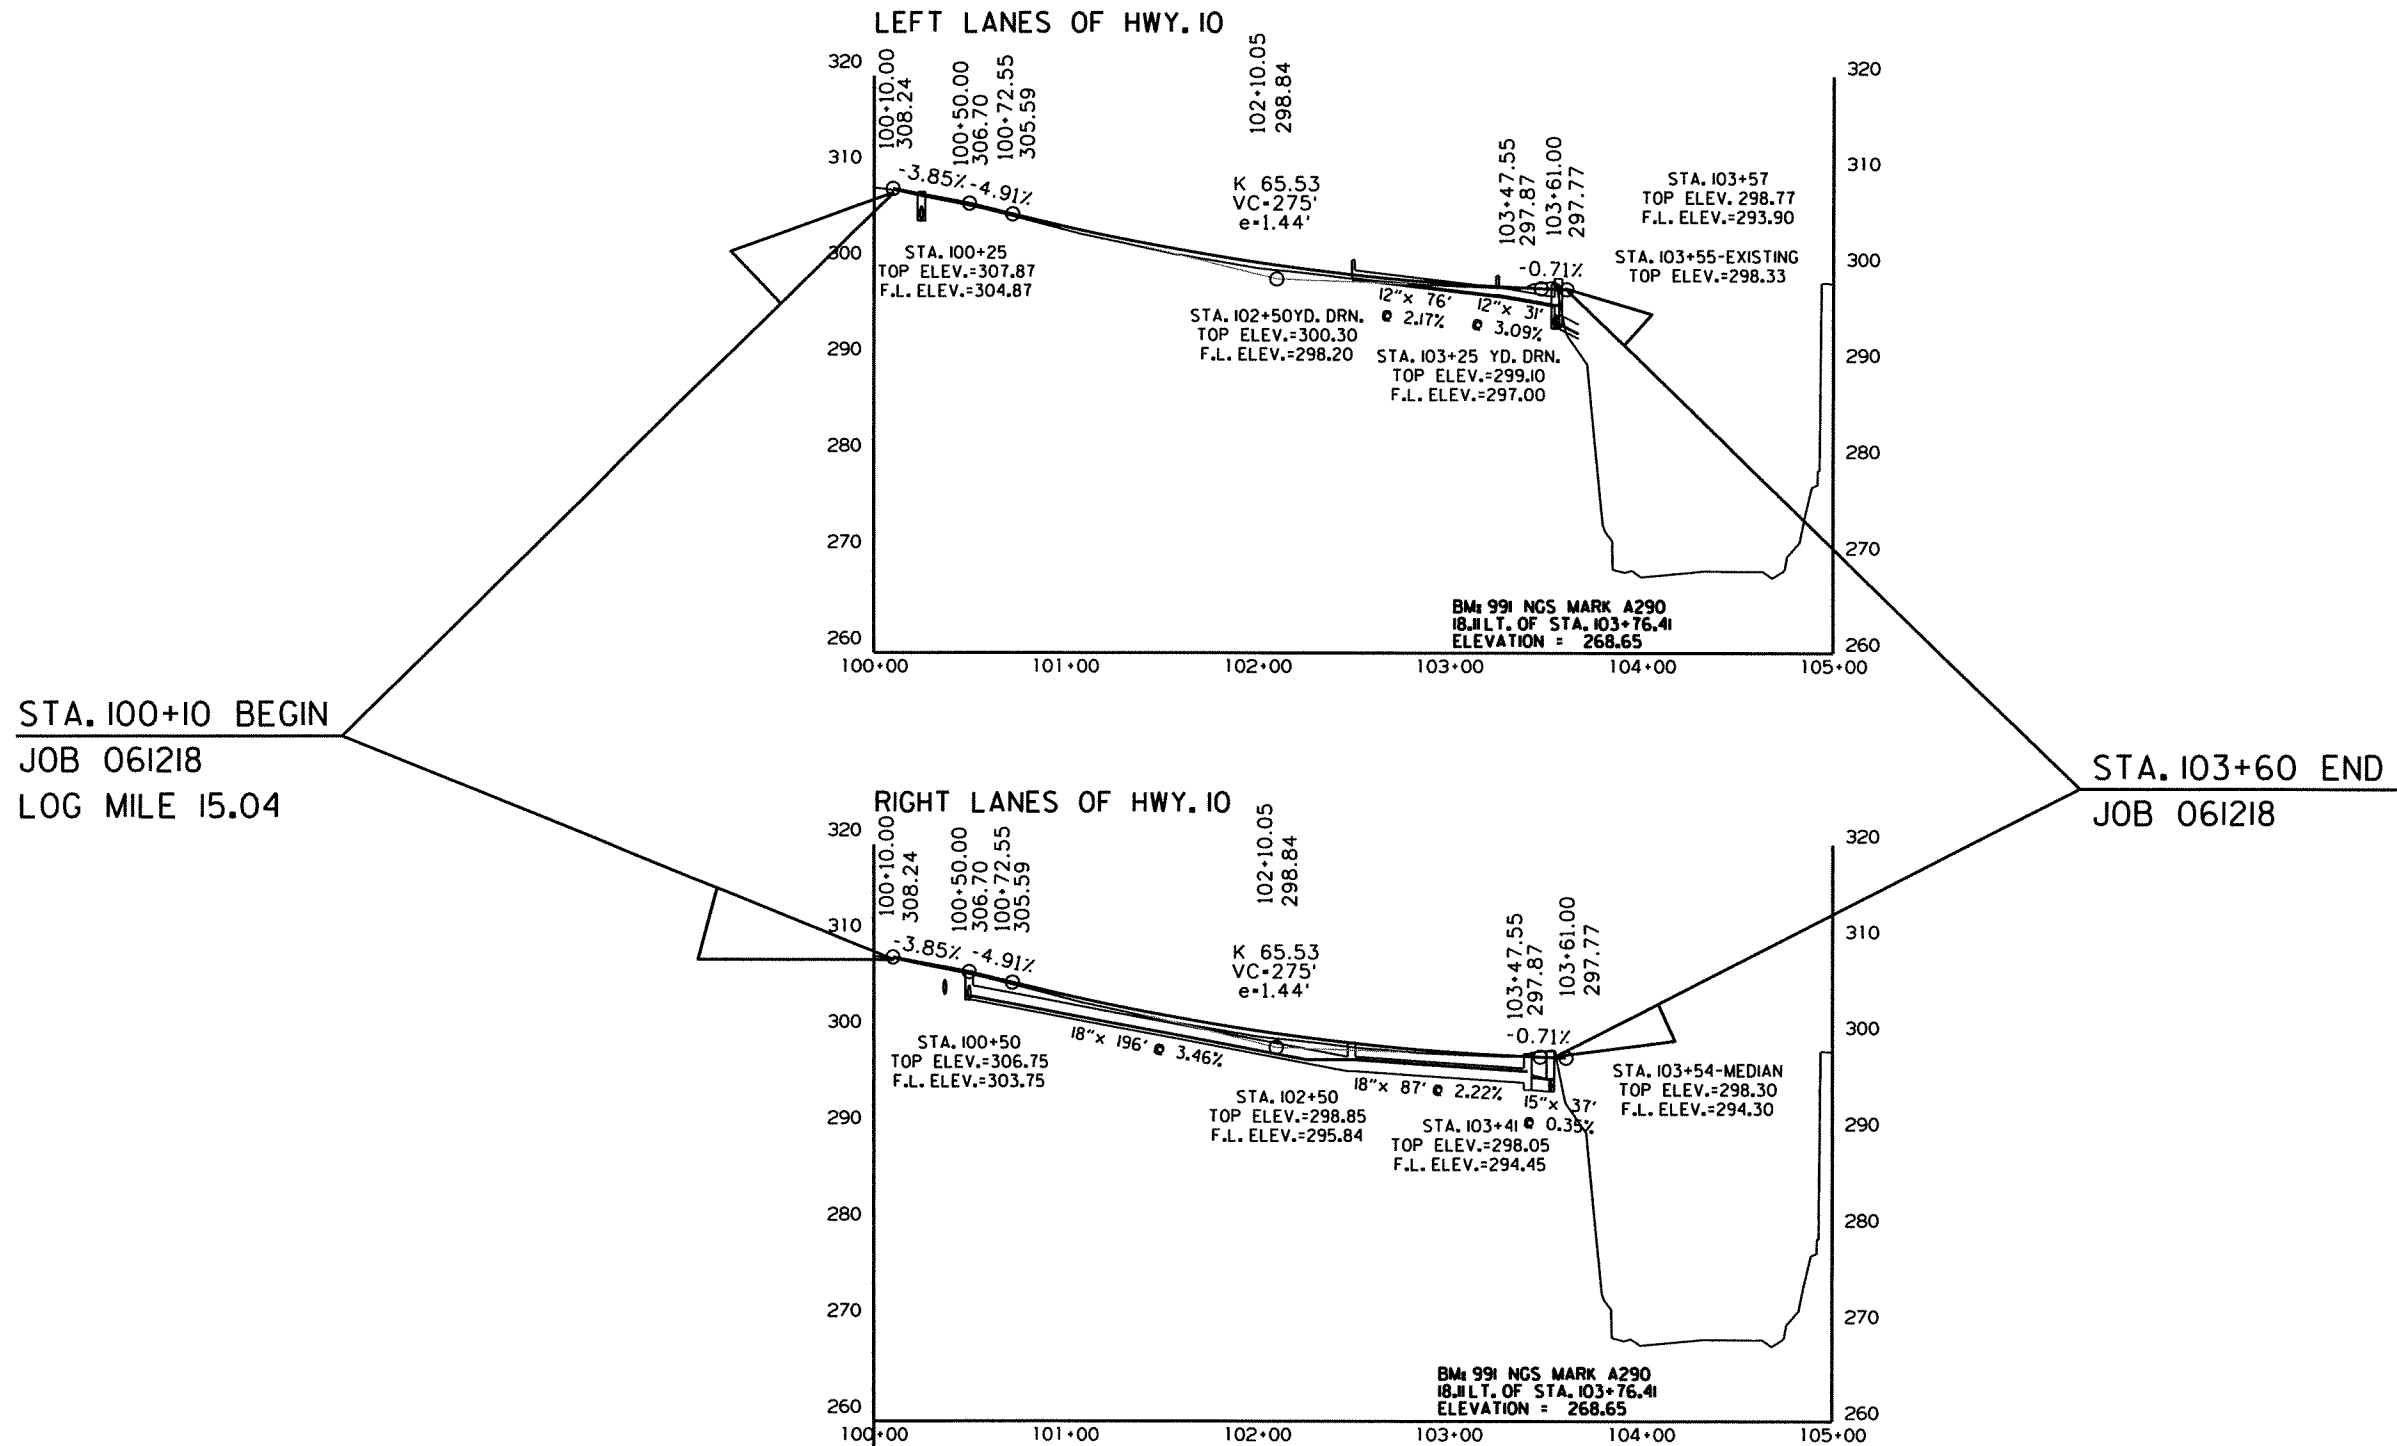 LEFT LANES OF HWY. 10
100+10.00
308.24
100+50.00
306.70
100+72.55
305.59
102+10.05
298.84
103+47.55
297.87
103+61.00
297.77
320
310
300
290
280
270
260
320
310
300
290
280
270
260
-3.85%
-4.91%
K 65.53
VC=275'
e=1.44'
-0.71%
STA. 100+25
TOP ELEV.=307.87
F.L. ELEV.=304.87
STA. 102+50YD. DRN.
TOP ELEV.=300.30
F.L. ELEV.=298.20
12"x 76'
@ 2.17%
12"x 31'
@ 3.09%
STA. 103+25 YD. DRN.
TOP ELEV.=299.10
F.L. ELEV.=297.00
STA. 103+57
TOP ELEV. 298.77
F.L. ELEV.=293.90
STA. 103+55-EXISTING
TOP ELEV.=298.33
BM: 991 NGS MARK A290
18.11 LT. OF STA. 103+76.41
ELEVATION = 268.65
100+00
101+00
102+00
103+00
104+00
105+00
STA. 100+10 BEGIN
JOB 061218
LOG MILE 15.04
STA. 103+60 END
JOB 061218
RIGHT LANES OF HWY. 10
100+10.00
308.24
100+50.00
306.70
100+72.55
305.59
102+10.05
298.84
103+47.55
297.87
103+61.00
297.77
320
310
300
290
280
270
260
320
310
300
290
280
270
260
-3.85%
-4.91%
K 65.53
VC=275'
e=1.44'
-0.71%
STA. 100+50
TOP ELEV.=306.75
F.L. ELEV.=303.75
18"x 196' @ 3.46%
STA. 102+50
TOP ELEV.=298.85
F.L. ELEV.=295.84
18"x 87' @ 2.22%
15"x 37'
@ 0.35%
STA. 103+41
TOP ELEV.=298.05
F.L. ELEV.=294.45
STA. 103+54-MEDIAN
TOP ELEV.=298.30
F.L. ELEV.=294.30
BM: 991 NGS MARK A290
18.11 LT. OF STA. 103+76.41
ELEVATION = 268.65
100+00
101+00
102+00
103+00
104+00
105+00